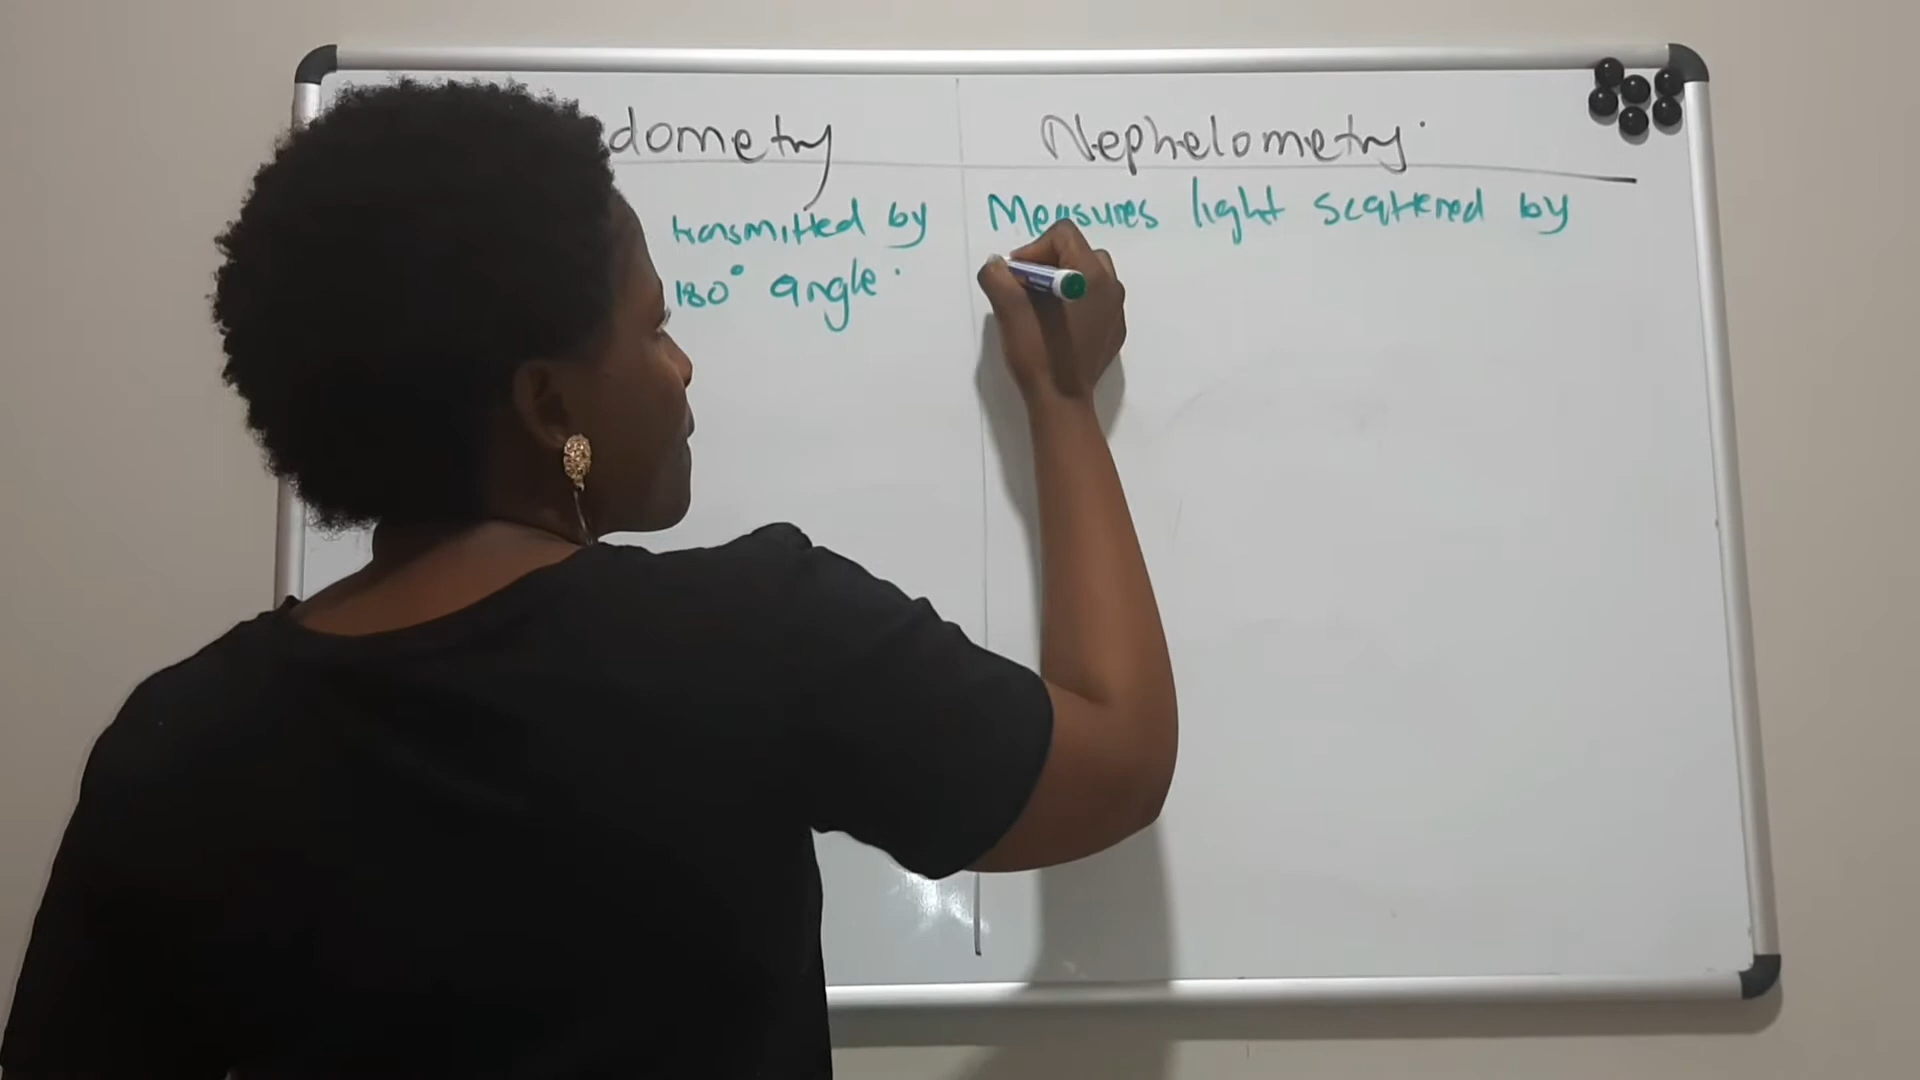 dometry
Nephelometry.
transmitted by
180° angle.
Measures light scattered by